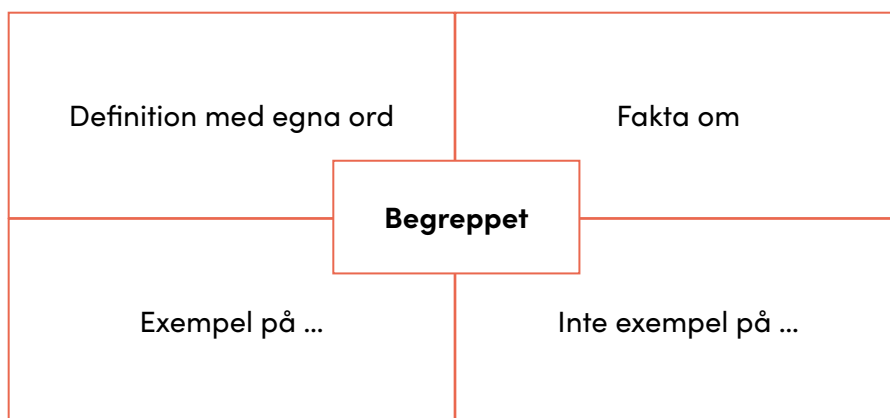 Definition med egna ord
Fakta om
Begreppet
Exempel på ...
Inte exempel på ...